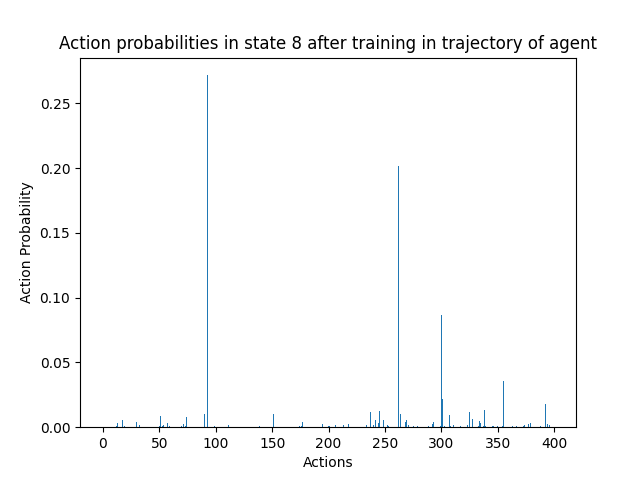 Action probabilities in state 8 after training in trajectory of agent
0.25
0.20
0.15
0.10
0.05
0.00
Action Probability
0 50 100 150 200 250 300 350 400
Actions